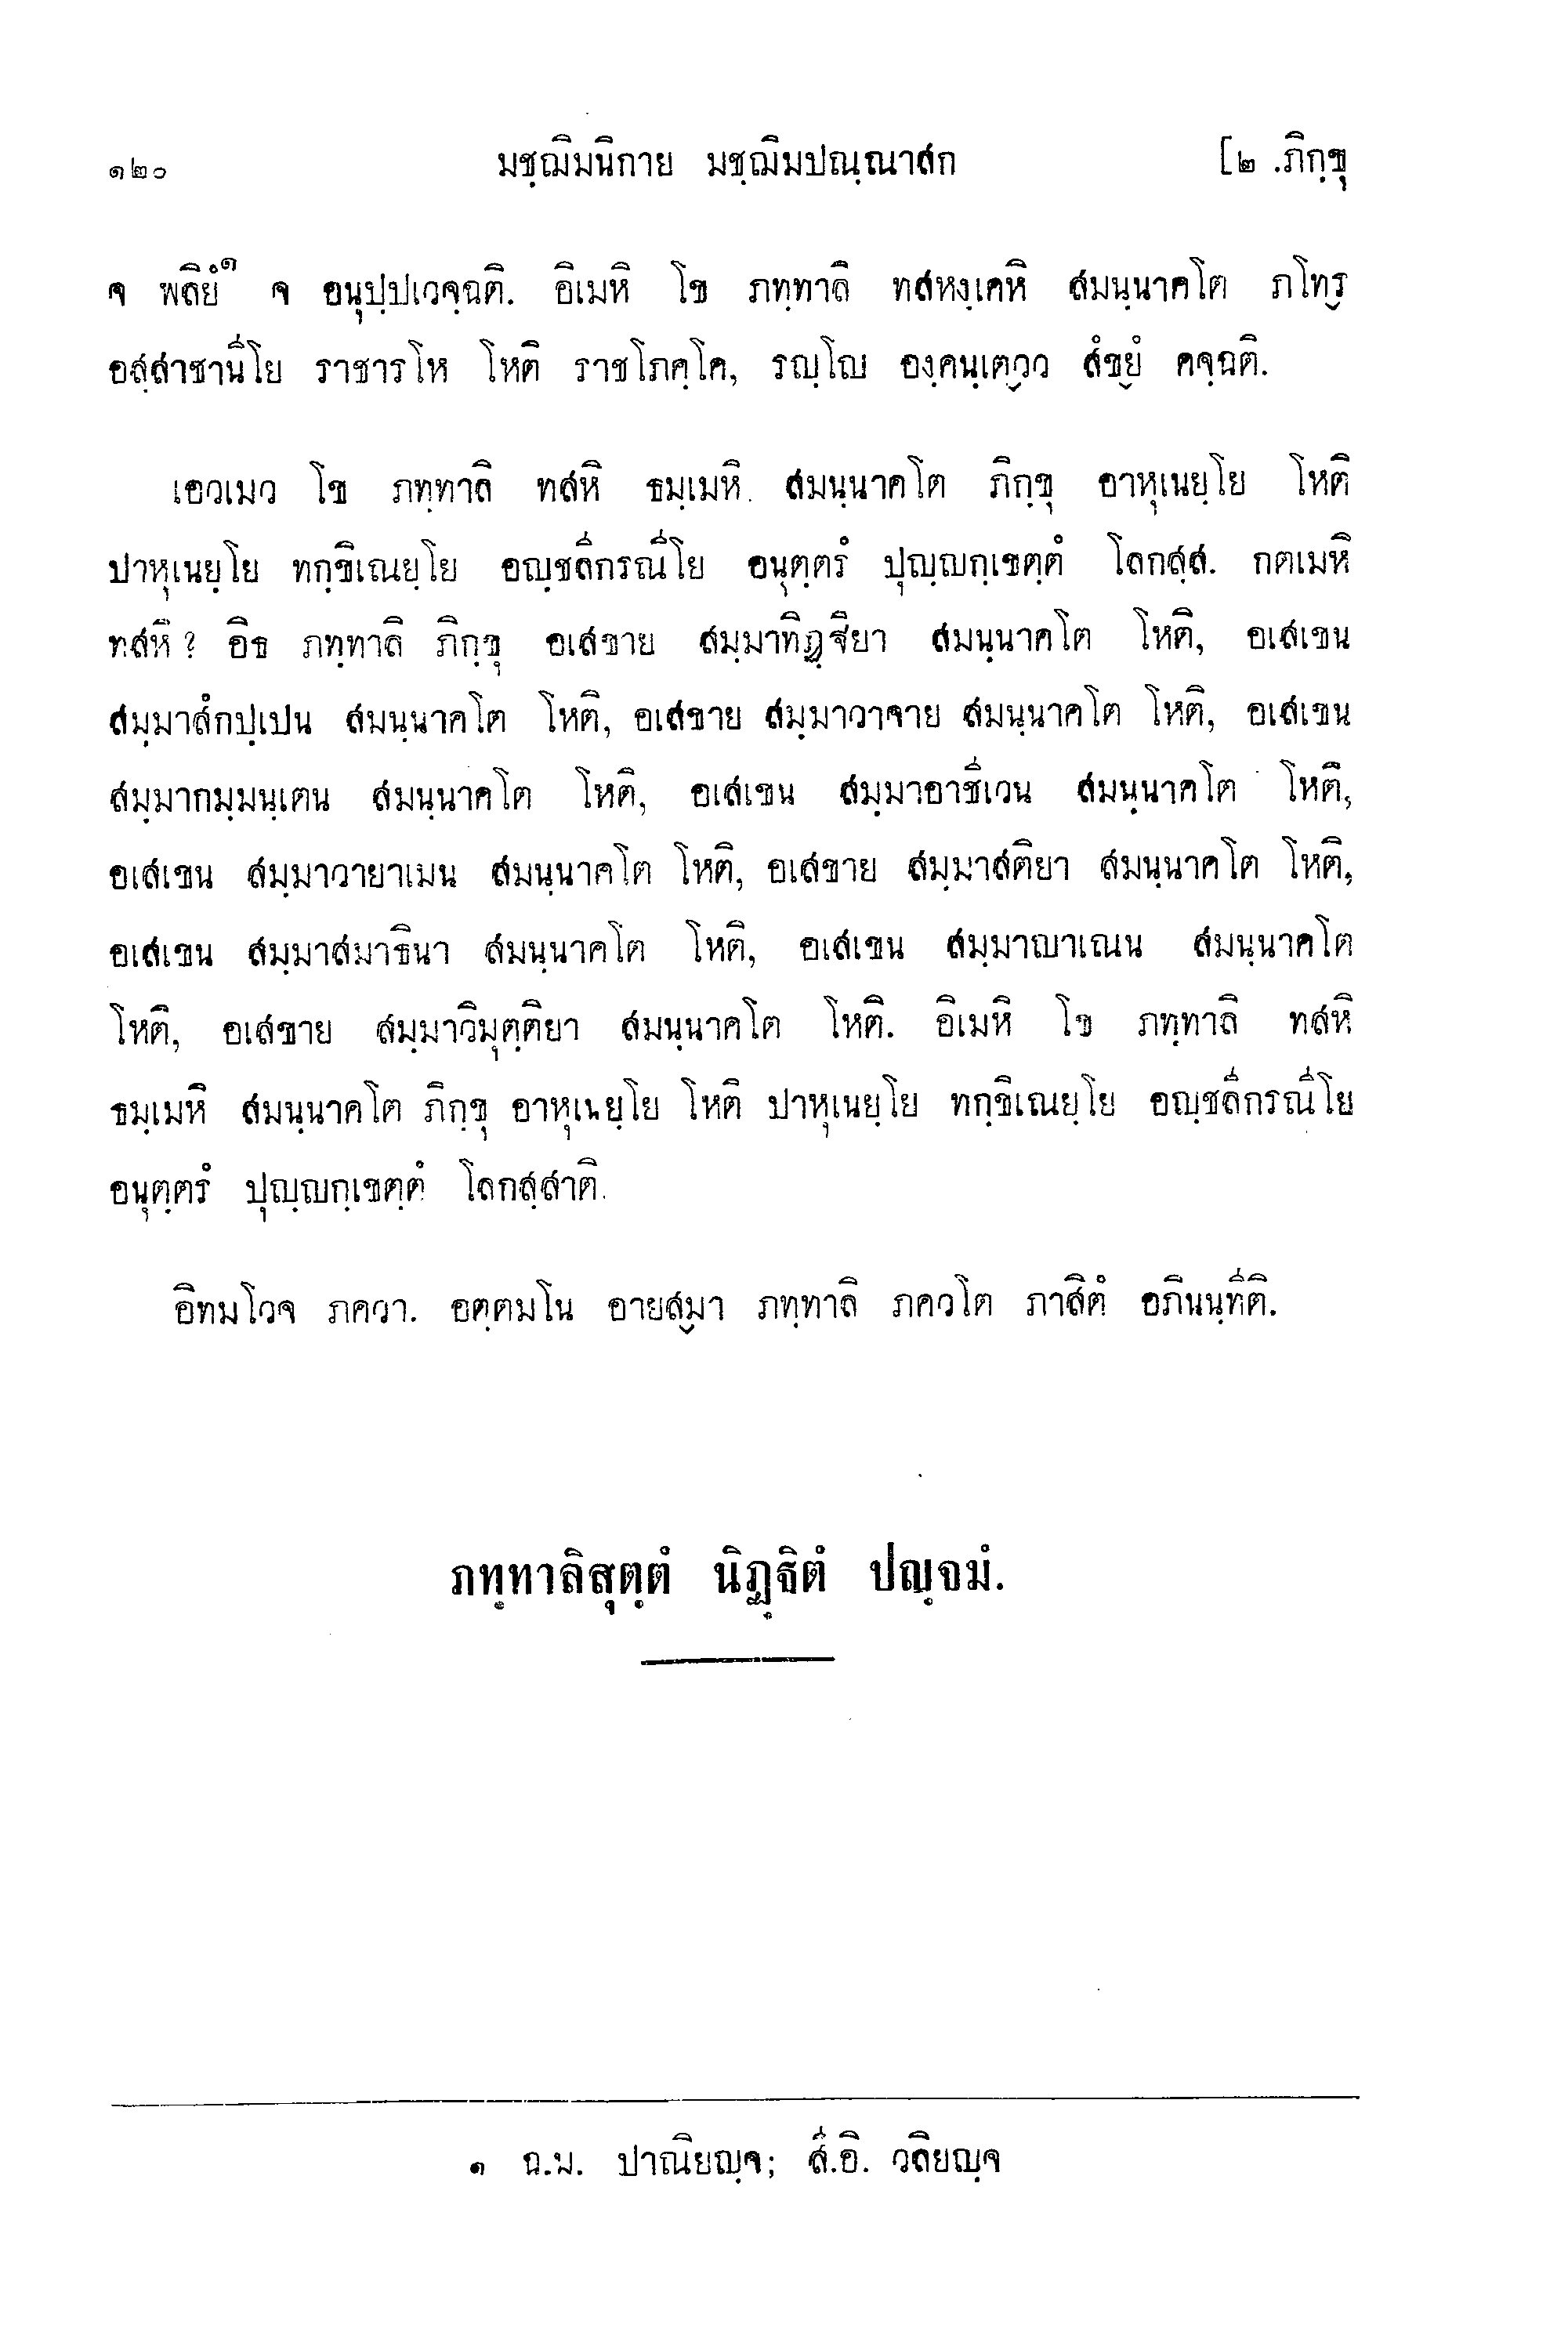 ๑๒๐ มชฺฌิมนิกาย มชฺฌิมปณฺณาสก [๒ .ภิกฺขุ
จ พลิยํ๑ จ อนุปฺปเวจฺฉติ. อิเมหิ โข ภทฺทาลิ ทสหงฺเคหิ สมนฺนาคโต ภโทฺร
อสฺสาชานีโย ราชารโห โหติ ราชโภคฺโค, รญฺโญ องฺคนฺเตฺวว สํขฺยํ คจฺฉติ.
เอวเมว โข ภทฺทาลิ ทสหิ ธมฺเมหิ สมนฺนาคโต ภิกฺขุ อาหุเนยฺโย โหติ
ปาหุเนยฺโย ทกฺขิเณยฺโย อญฺชลีกรณีโย อนุตฺตรํ ปุญฺญกฺเขตฺตํ โลกสฺส. กตเมหิ
ทสหิ ? อิธ ภทฺทาลิ ภิกฺขุ อเสขาย สมฺมาทิฏฺฐิยา สมนฺนาคโต โหติ, อเสเขน
สมฺมาสํกปฺเปน สมนฺนาคโต โหติ, อเสขาย สมฺมาวาจาย สมนฺนาคโต โหติ, อเสเขน
สมฺมากมฺมนฺเตน สมนฺนาคโต โหติ, อเสเขน สมฺมาอาชีเวน สมนฺนาคโต โหติ,
อเสเขน สมฺมาวายาเมน สมนฺนาคโต โหติ, อเสขาย สมฺมาสติยา สมนฺนาคโต โหติ,
อเสเขน สมฺมาสมาธินา สมนฺนาคโต โหติ, อเสเขน สมฺมาญาเณน สมนฺนาคโต
โหติ, อเสขาย สมฺมาวิมุตฺติยา สมนฺนาคโต โหติ. อิเมหิ โข ภทฺทาลิ ทสหิ
ธมฺเมหิ สมนฺนาคโต ภิกฺขุ อาหุเนยฺโย โหติ ปาหุเนยฺโย ทกฺขิเณยฺโย อญฺชลีกรณีโย
อนุตฺตรํ ปุญฺญกฺเขตฺตํ โลกสฺสาติ.
อิทมโวจ ภควา. อตฺตมโน อายสฺมา ภทฺทาลิ ภควโต ภาสิตํ อภินนฺทีติ.
ภทฺทาลิสุตฺตํ นิฏฺฐิตํ ปญฺจมํ.
๑ ฉ.ม. ปาณิยญฺจ; สี.อิ. วลิยญฺจ